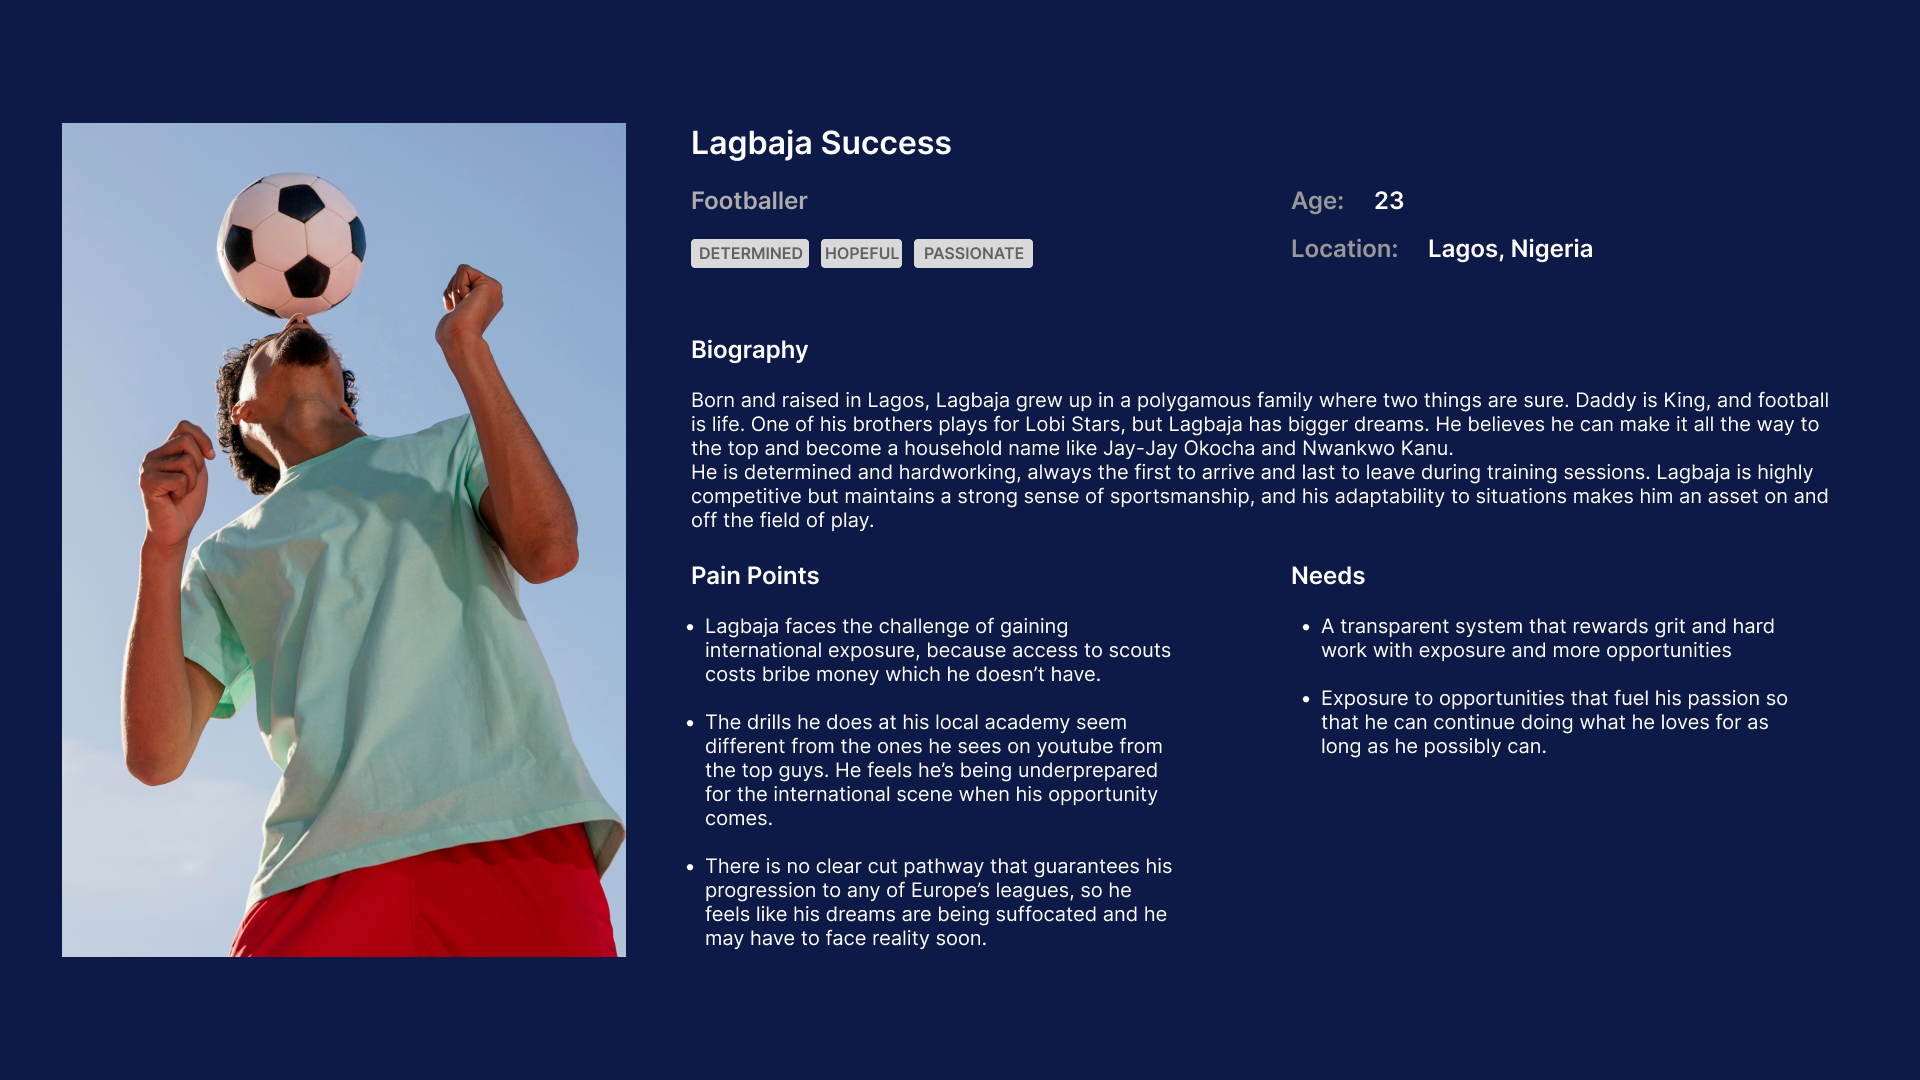 Lagbaja Success
Footballer
Age: 23
DETERMINED HOPEFUL PASSIONATE
Location: Lagos, Nigeria
Biography
Born and raised in Lagos, Lagbaja grew up in a polygamous family where two things are sure. Daddy is King, and football
is life. One of his brothers plays for Lobi Stars, but Lagbaja has bigger dreams. He believes he can make it all the way to
the top and become a household name like Jay-Jay Okocha and Nwankwo Kanu.
He is determined and hardworking, always the first to arrive and last to leave during training sessions. Lagbaja is highly
competitive but maintains a strong sense of sportsmanship, and his adaptability to situations makes him an asset on and
off the field of play.
Pain Points
• Lagbaja faces the challenge of gaining
international exposure, because access to scouts
costs bribe money which he doesn’t have.
• The drills he does at his local academy seem
different from the ones he sees on youtube from
the top guys. He feels he’s being underprepared
for the international scene when his opportunity
comes.
• There is no clear cut pathway that guarantees his
progression to any of Europe’s leagues, so he
feels like his dreams are being suffocated and he
may have to face reality soon.
Needs
• A transparent system that rewards grit and hard
work with exposure and more opportunities
• Exposure to opportunities that fuel his passion so
that he can continue doing what he loves for as
long as he possibly can.